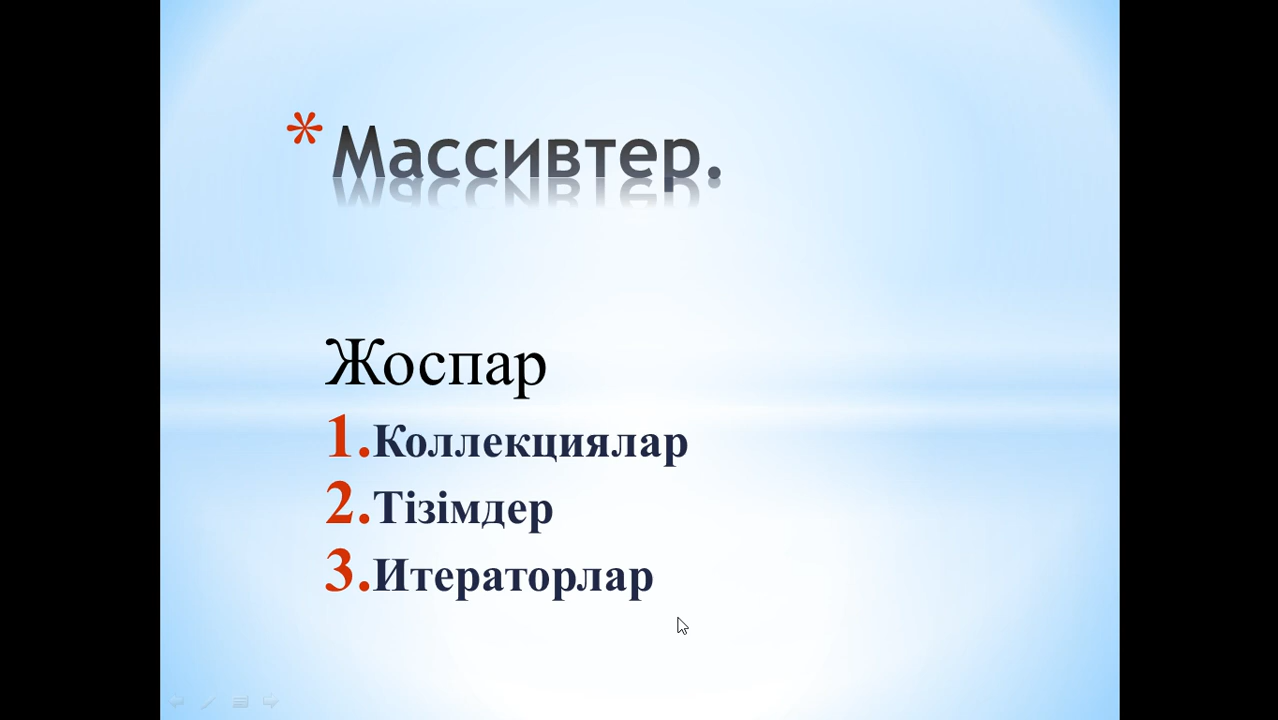 * Массивтер.
Жоспар
1.Коллекциялар
2.Тізімдер
3.Итераторлар